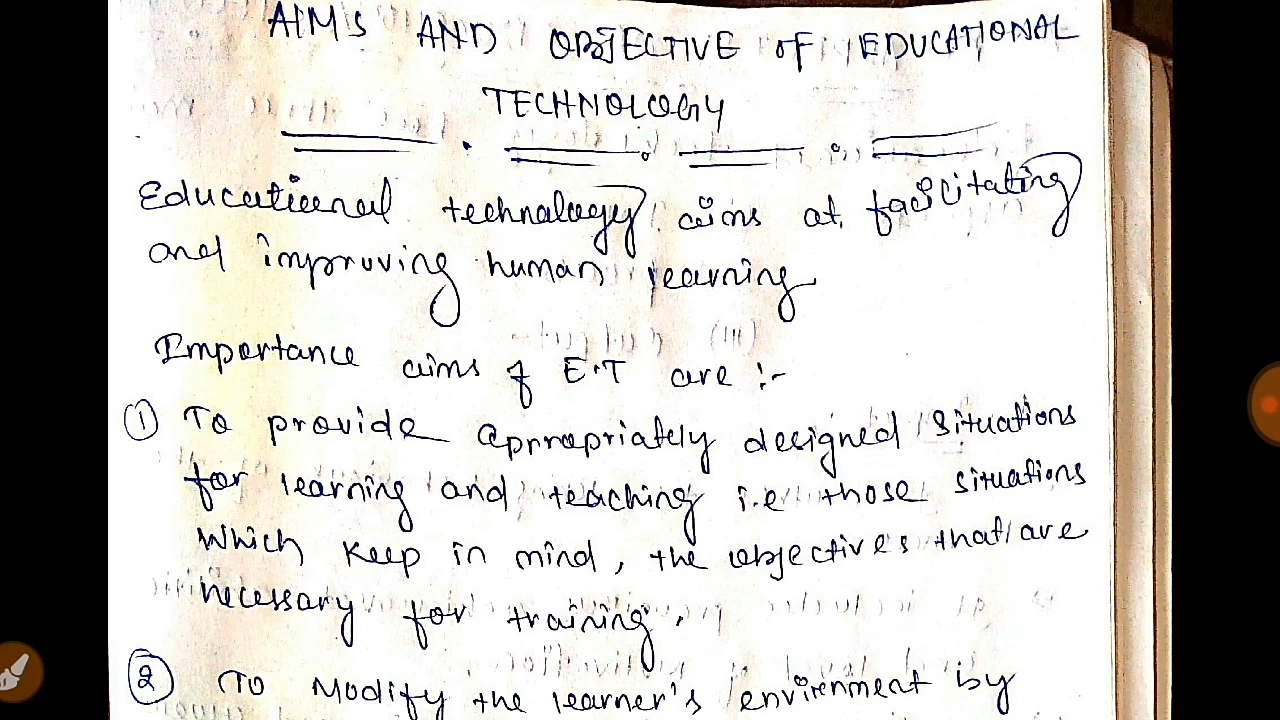 AIMS AND OBJECTIVE OF EDUCATIONAL
TECHNOLOGY
Educational technology aims at facilitating
and improving human learning
Importance aims of E.T are :-
① To provide appropriately designed situations
for learning and teaching i.e those situations
which keep in mind, the objectives that are
necessary for training.
② To Modify the learner's envirenment by